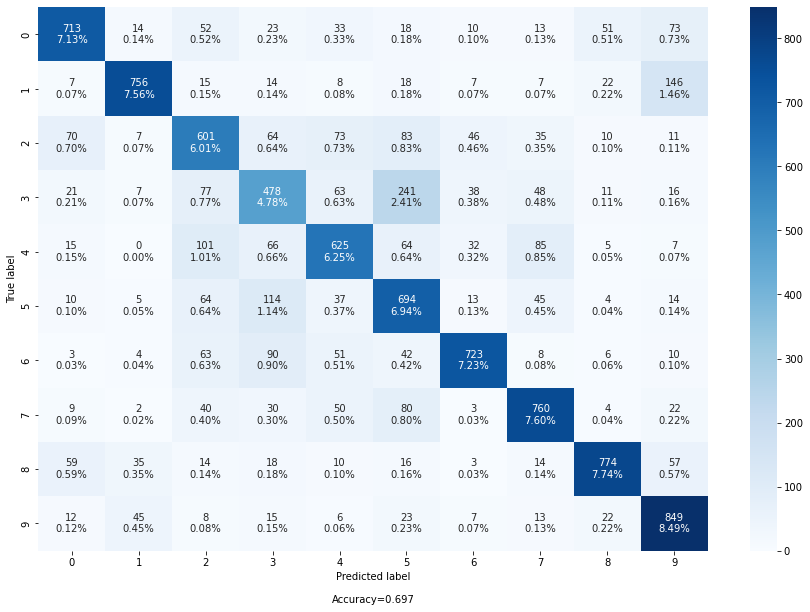 713 14 52 23 33 18 10 13 51 73
7.13% 0.14% 0.52% 0.23% 0.33% 0.18% 0.10% 0.13% 0.51% 0.73%
0
7 756 15 14 8 18 7 7 22 146
0.07% 7.56% 0.15% 0.14% 0.08% 0.18% 0.07% 0.07% 0.22% 1.46%
1
70 7 601 64 73 83 46 35 10 11
0.70% 0.07% 6.01% 0.64% 0.73% 0.83% 0.46% 0.35% 0.10% 0.11%
2
21 7 77 478 63 241 38 48 11 16
0.21% 0.07% 0.77% 4.78% 0.63% 2.41% 0.38% 0.48% 0.11% 0.16%
3
15 0 101 66 625 64 32 85 5 7
0.15% 0.00% 1.01% 0.66% 6.25% 0.64% 0.32% 0.85% 0.05% 0.07%
4
True label
10 5 64 114 37 694 13 45 4 14
0.10% 0.05% 0.64% 1.14% 0.37% 6.94% 0.13% 0.45% 0.04% 0.14%
5
3 4 63 90 51 42 723 8 6 10
0.03% 0.04% 0.63% 0.90% 0.51% 0.42% 7.23% 0.08% 0.06% 0.10%
6
9 2 40 30 50 80 3 760 4 22
0.09% 0.02% 0.40% 0.30% 0.50% 0.80% 0.03% 7.60% 0.04% 0.22%
7
59 35 14 18 10 16 3 14 774 57
0.59% 0.35% 0.14% 0.18% 0.10% 0.16% 0.03% 0.14% 7.74% 0.57%
8
12 45 8 15 6 23 7 13 22 849
0.12% 0.45% 0.08% 0.15% 0.06% 0.23% 0.07% 0.13% 0.22% 8.49%
9
0 1 2 3 4 5 6 7 8 9
Predicted label
Accuracy=0.697
800
700
600
500
400
300
200
100
0